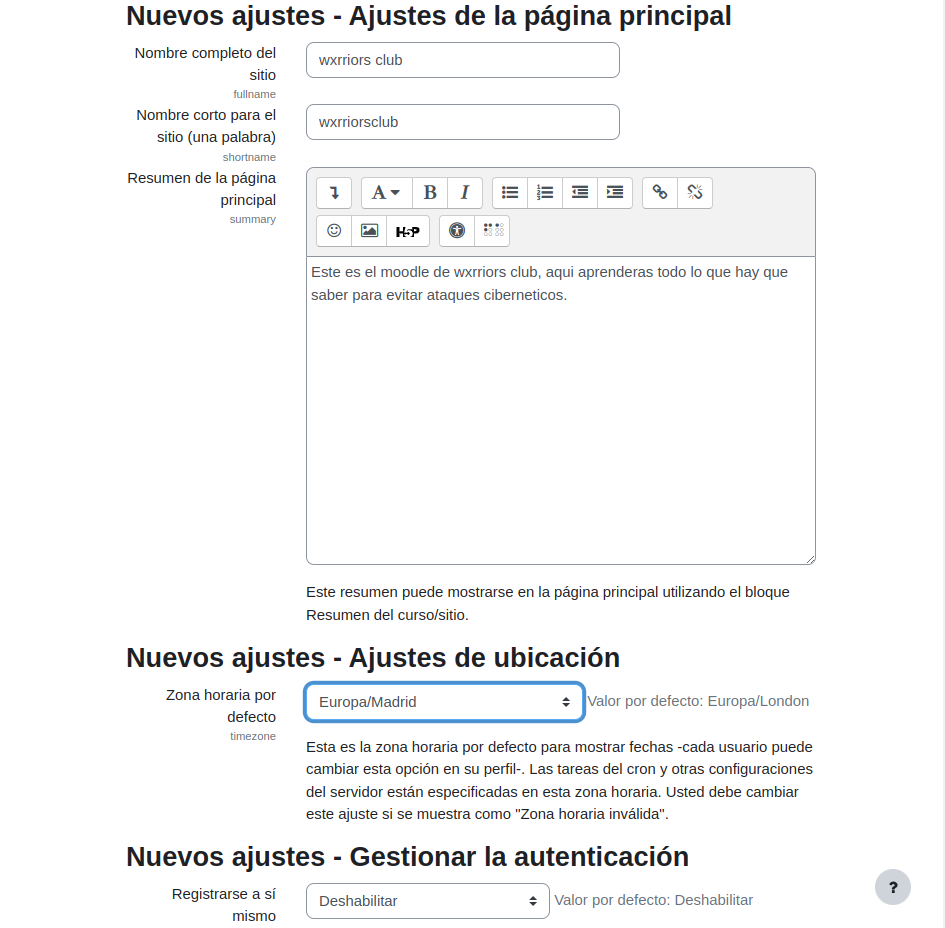 Nuevos ajustes - Ajustes de la página principal
Nombre completo del
sitio
fullname
wxrriors club
Nombre corto para el
sitio (una palabra)
shortname
wxrriorsclub
Resumen de la página
principal
summary
A B I
H-P
Este es el moodle de wxrriors club, aqui aprenderas todo lo que hay que
saber para evitar ataques ciberneticos.
Este resumen puede mostrarse en la página principal utilizando el bloque
Resumen del curso/sitio.
Nuevos ajustes - Ajustes de ubicación
Zona horaria por
defecto
timezone
Europa/Madrid
Valor por defecto: Europa/London
Esta es la zona horaria por defecto para mostrar fechas -cada usuario puede
cambiar esta opción en su perfil-. Las tareas del cron y otras configuraciones
del servidor están especificadas en esta zona horaria. Usted debe cambiar
este ajuste si se muestra como "Zona horaria inválida".
Nuevos ajustes - Gestionar la autenticación
Registrarse a sí
mismo
Deshabilitar
Valor por defecto: Deshabilitar
?